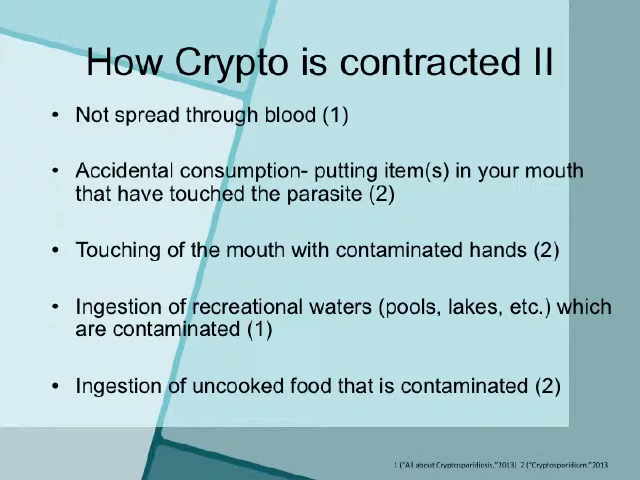 How Crypto is contracted II
• Not spread through blood (1)
• Accidental consumption- putting item(s) in your mouth
that have touched the parasite (2)
• Touching of the mouth with contaminated hands (2)
• Ingestion of recreational waters (pools, lakes, etc.) which
are contaminated (1)
• Ingestion of uncooked food that is contaminated (2)
1 ("All about Cryptosporidiosis,"2013) 2 ("Cryptosporidium,"2013